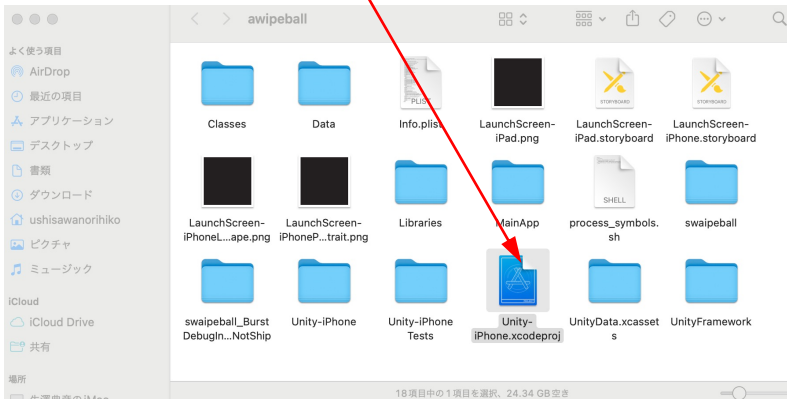 awipeball
よく使う項目
AirDrop
最近の項目
アプリケーション
デスクトップ
書類
ダウンロード
ushisawanorihiko
ピクチャ
ミュージック
iCloud
iCloud Drive
共有
場所
PLIST
STORYBOARD
STORYBOARD
Classes
Data
Info.plist
LaunchScreen-
iPad.png
LaunchScreen-
iPad.storyboard
LaunchScreen-
iPhone.storyboard
SHELL
LaunchScreen-
iPhoneL...ape.png
LaunchScreen-
iPhoneP...trait.png
Libraries
MainApp
process_symbols.
sh
swaipeball
swaipeball_Burst
DebugIn...NotShip
Unity-iPhone
Unity-iPhone
Tests
Unity-
iPhone.xcodeproj
UnityData.xcasset
s
UnityFramework
18項目中の1項目を選択、24.34 GB空き